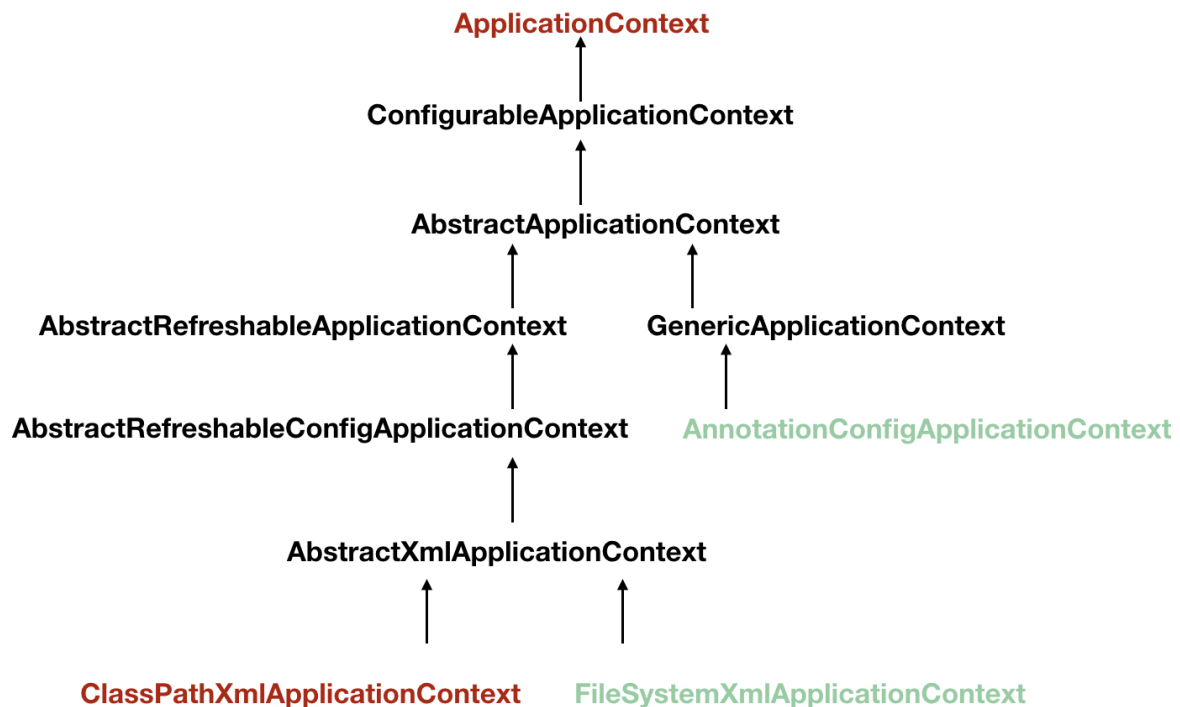 ApplicationContext
ConfigurableApplicationContext
AbstractApplicationContext
AbstractRefreshableApplicationContext
GenericApplicationContext
AbstractRefreshableConfigApplicationContext
AnnotationConfigApplicationContext
AbstractXmlApplicationContext
ClassPathXmlApplicationContext
FileSystemXmlApplicationContext